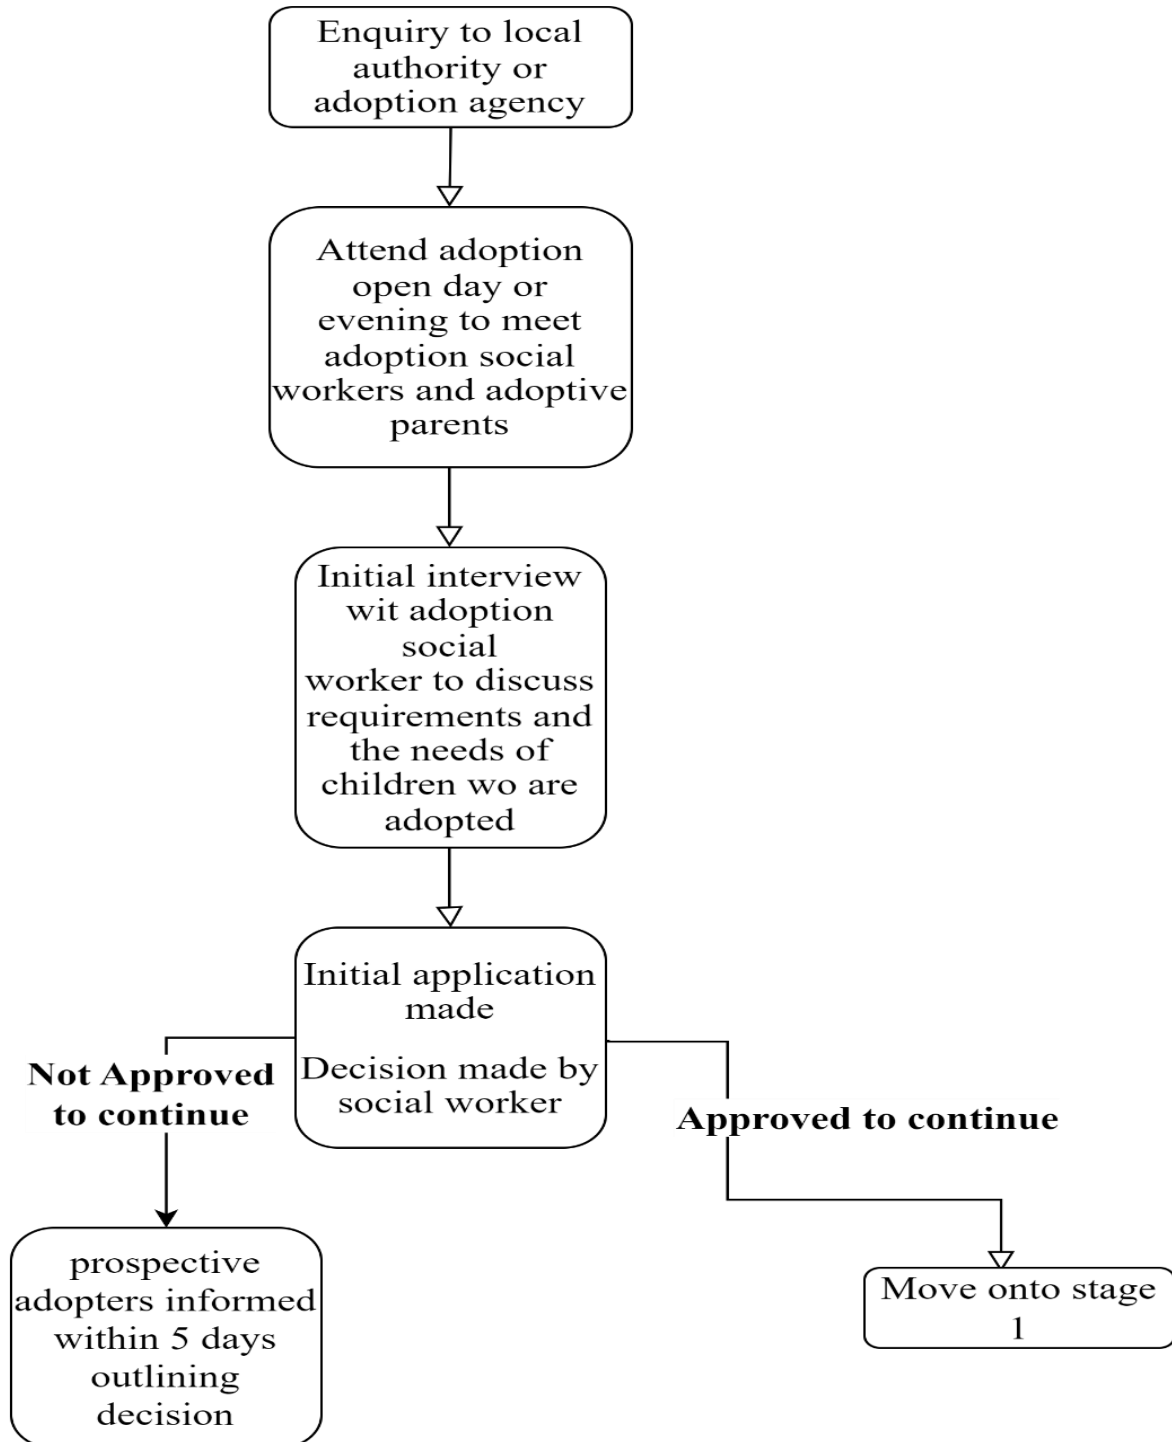 Enquiry to local
authority or
adoption agency
Attend adoption
open day or
evening to meet
adoption social
workers and adoptive
parents
Initial interview
wit adoption
social
worker to discuss
requirements and
the needs of
children wo are
adopted
Initial application
made
Decision made by
social worker
Not Approved
to continue
Approved to continue
prospective
adopters informed
within 5 days
outlining
decision
Move onto stage
1